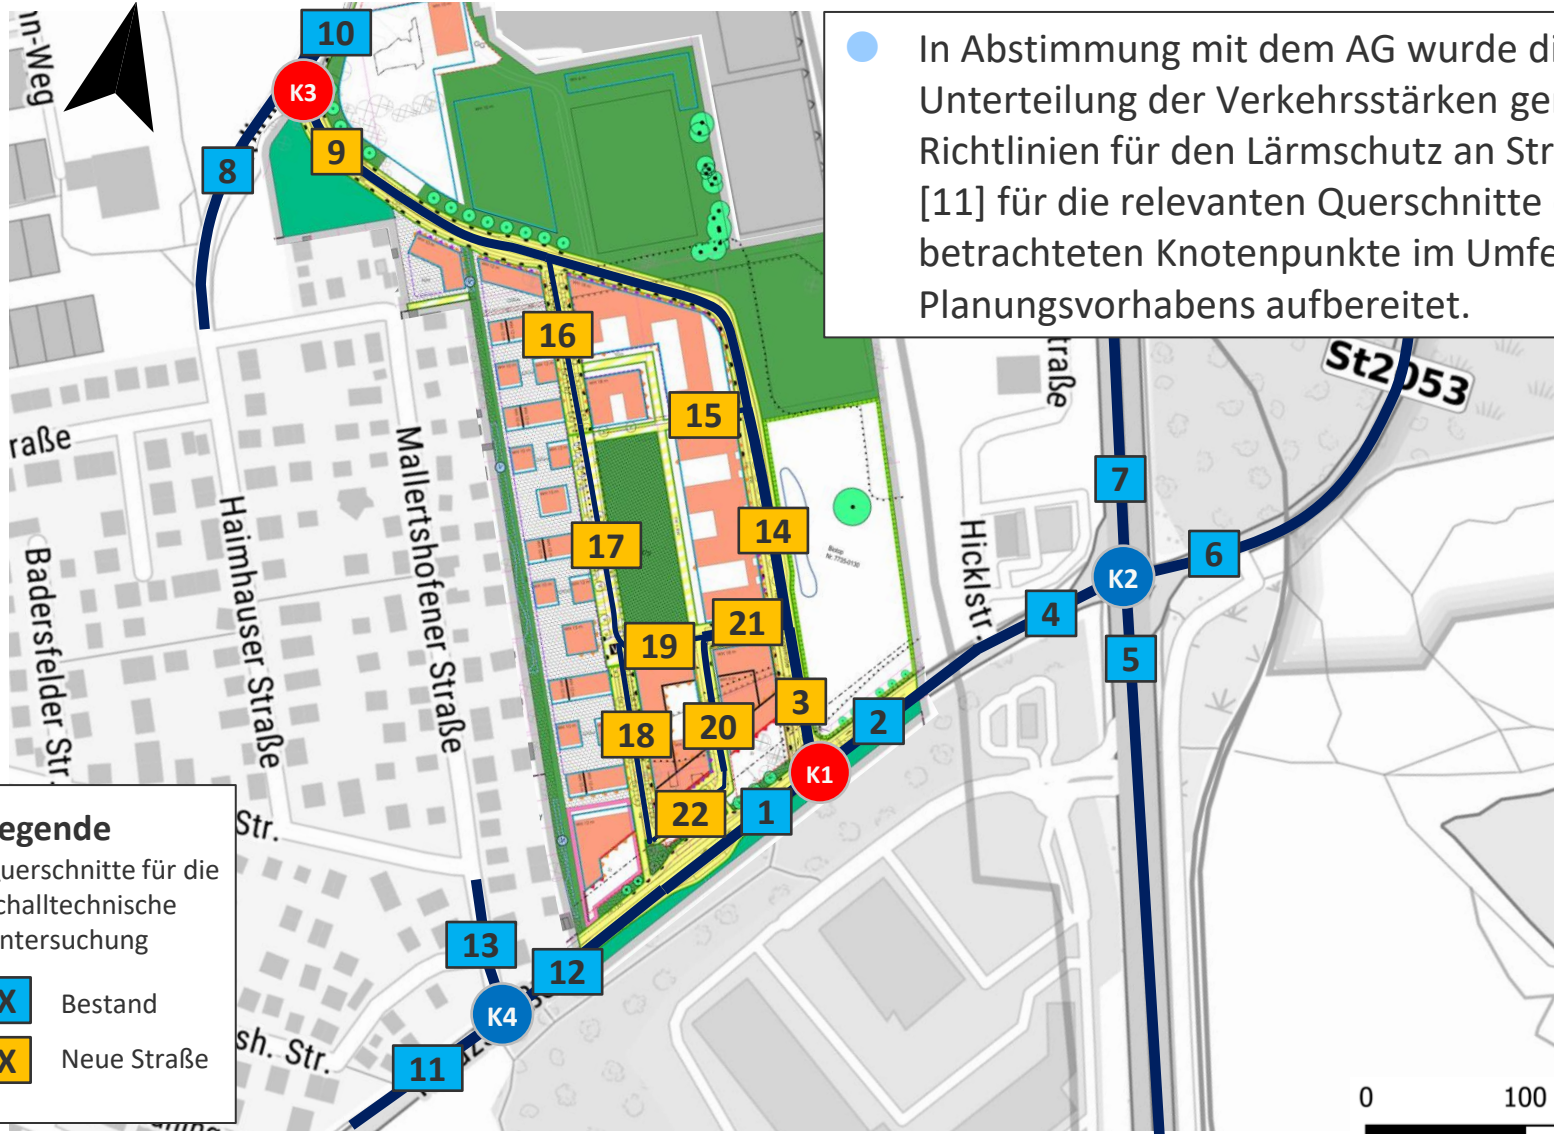 nn-Weg
10
K3
9
8
In Abstimmung mit dem AG wurde di
Unterteilung der Verkehrsstärken ge
Richtlinien für den Lärmschutz an Str
[11] für die relevanten Querschnitte
betrachteten Knotenpunkte im Umfe
Planungsvorhabens aufbereitet.
16
traße
St2053
15
raße
Mallertshofener Straße
Haimhauser Straße
Badersfelder Str.
7
14
17
Hicklstr.
6
K2
4
5
21
19
3
2
20
18
K1
1
22
Str.
egende
uerschnitte für die
challtechnische
ntersuchung
X Bestand
X Neue Straße
13
12
K4
11
sh. Str.
0 100